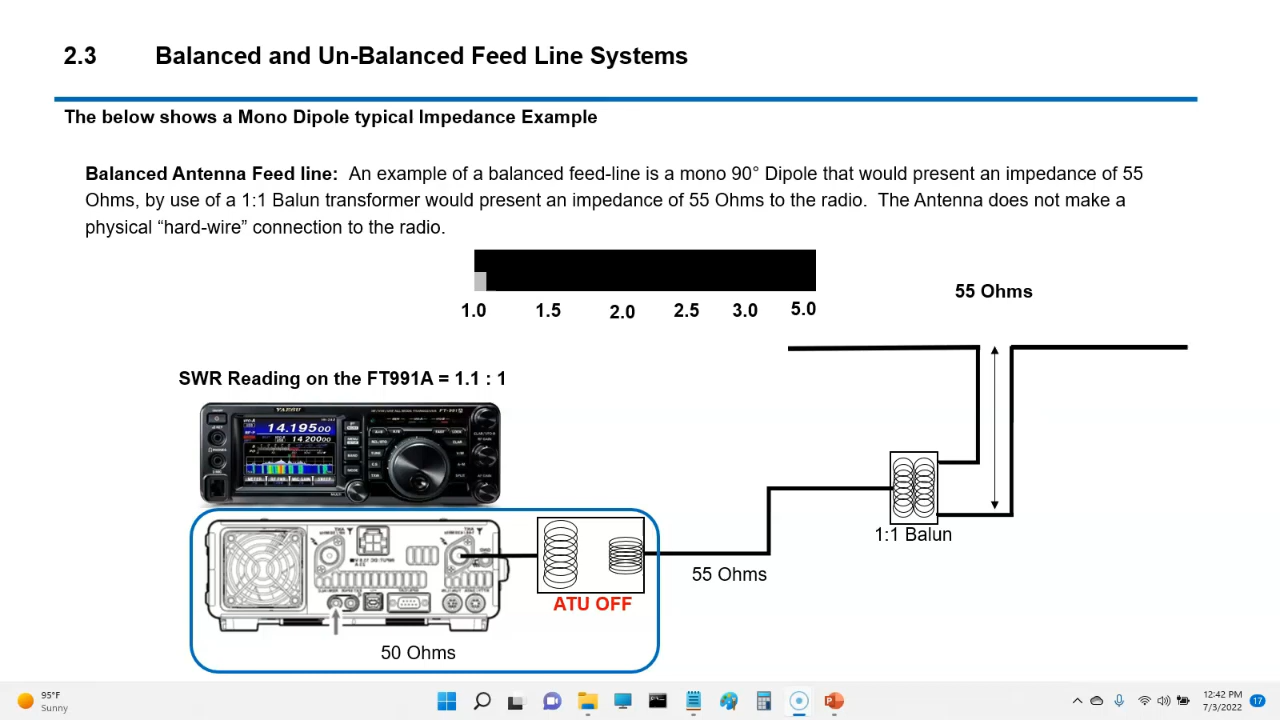 2.3 Balanced and Un-Balanced Feed Line Systems
The below shows a Mono Dipole typical Impedance Example
Balanced Antenna Feed line: An example of a balanced feed-line is a mono 90° Dipole that would present an impedance of 55
Ohms, by use of a 1:1 Balun transformer would present an impedance of 55 Ohms to the radio. The Antenna does not make a
physical “hard-wire” connection to the radio.
55 Ohms
1.0 1.5 2.0 2.5 3.0 5.0
SWR Reading on the FT991A = 1.1 : 1
YAESU
14.19500
14.20000
1:1 Balun
55 Ohms
ATU OFF
50 Ohms
95°F
Sunny
12:42 PM
7/3/2022
17